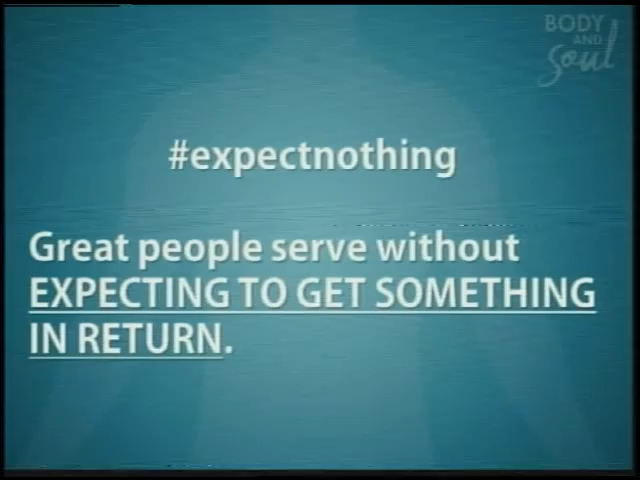 BODY
AND
Soul
#expectnothing
Great people serve without
EXPECTING TO GET SOMETHING
IN RETURN.